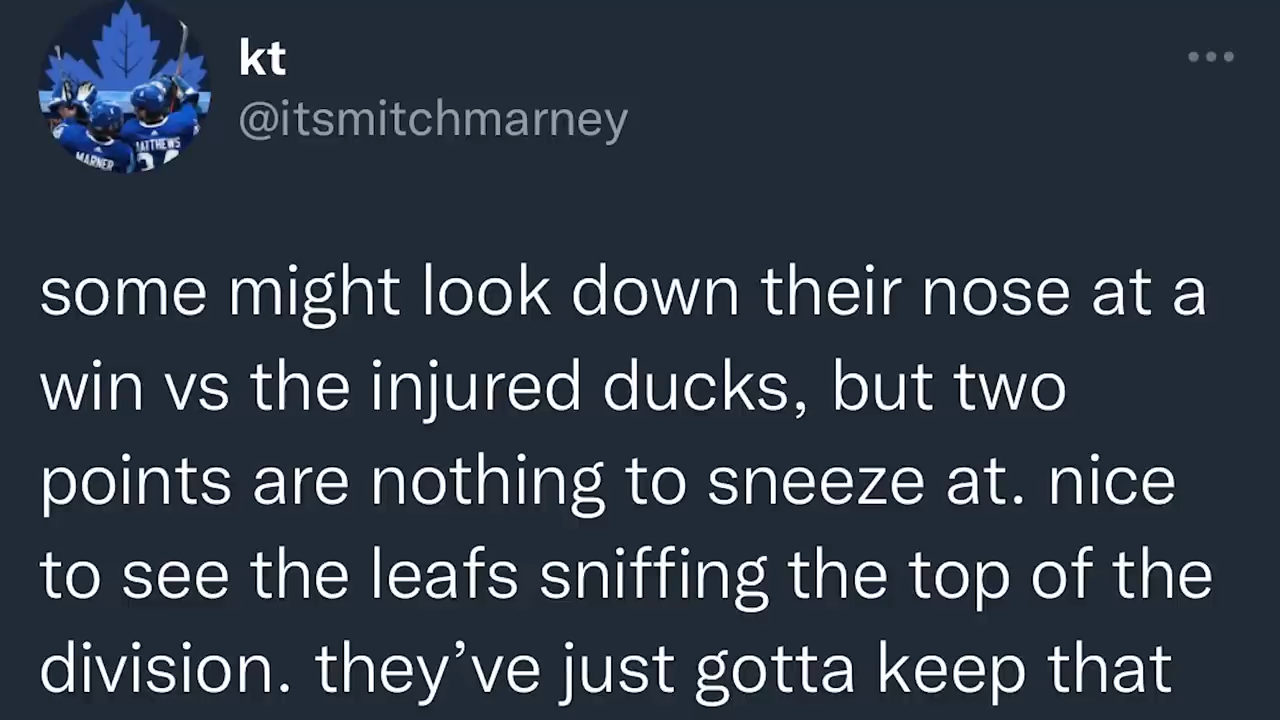 kt
@itsmitchmarney
MARNER
MATTHEWS
some might look down their nose at a
win vs the injured ducks, but two
points are nothing to sneeze at. nice
to see the leafs sniffing the top of the
division. they’ve just gotta keep that